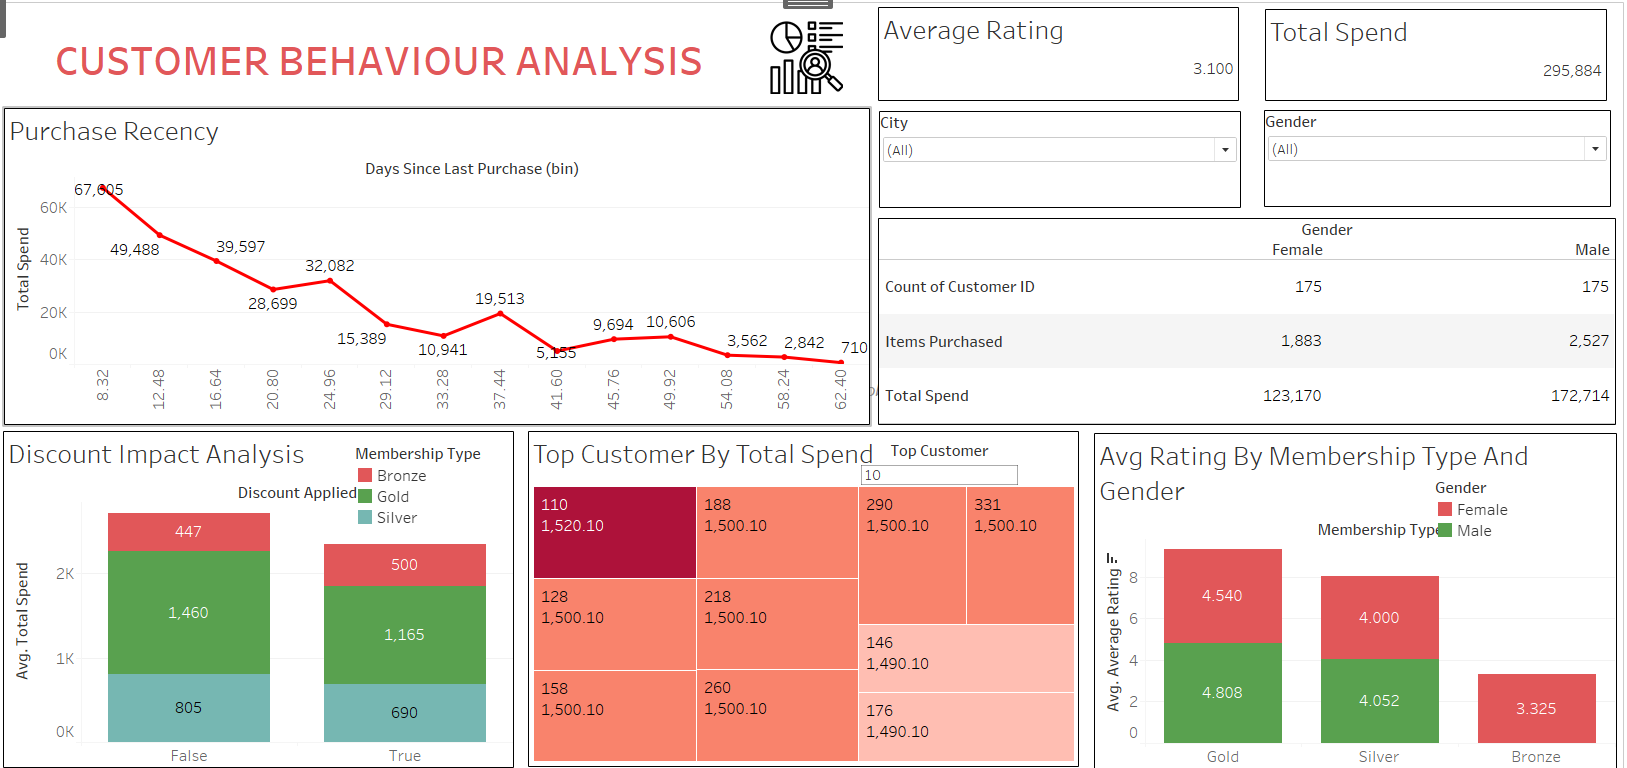 CUSTOMER BEHAVIOUR ANALYSIS
Average Rating
3.100
Total Spend
295,884
City
(All)
Gender
(All)
Purchase Recency
Days Since Last Purchase (bin)
Total Spend
60K
40K
20K
0K
67,605
49,488
39,597
28,699
32,082
15,389
10,941
19,513
5,155
9,694
10,606
3,562
2,842
710
8.32
12.48
16.64
20.80
24.96
29.12
33.28
37.44
41.60
45.76
49.92
54.08
58.24
62.40
Gender
Female Male
Count of Customer ID 175 175
Items Purchased 1,883 2,527
Total Spend 123,170 172,714
Discount Impact Analysis
Membership Type
Bronze
Gold
Silver
Discount Applied
Avg. Total Spend
2K
1K
0K
447
1,460
805
500
1,165
690
False True
Top Customer By Total Spend
Top Customer
10
110
1,520.10
128
1,500.10
158
1,500.10
188
1,500.10
218
1,500.10
260
1,500.10
290
1,500.10
331
1,500.10
146
1,490.10
176
1,490.10
Avg Rating By Membership Type And
Gender
Gender
Female
Male
Membership Type
Avg. Average Rating
8
6
4
2
0
4.540
4.808
4.000
4.052
3.325
Gold Silver Bronze